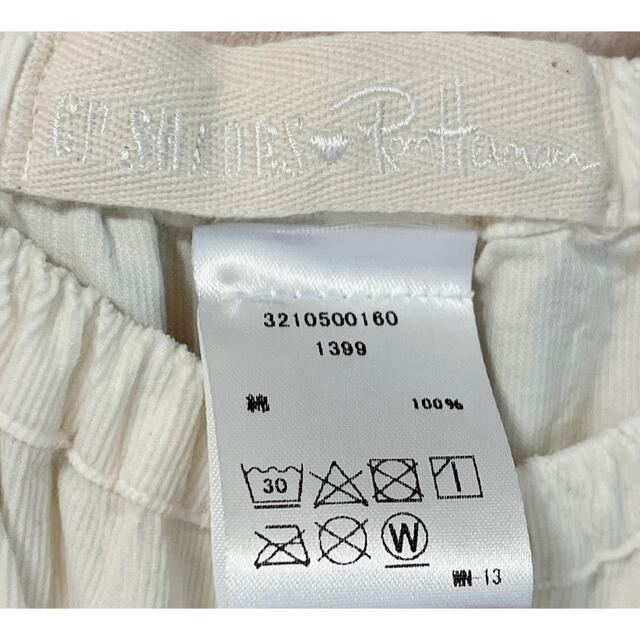 CP SHADES♥Ron Herman
3210500160
1399
綿 100%
30
W
WN-13